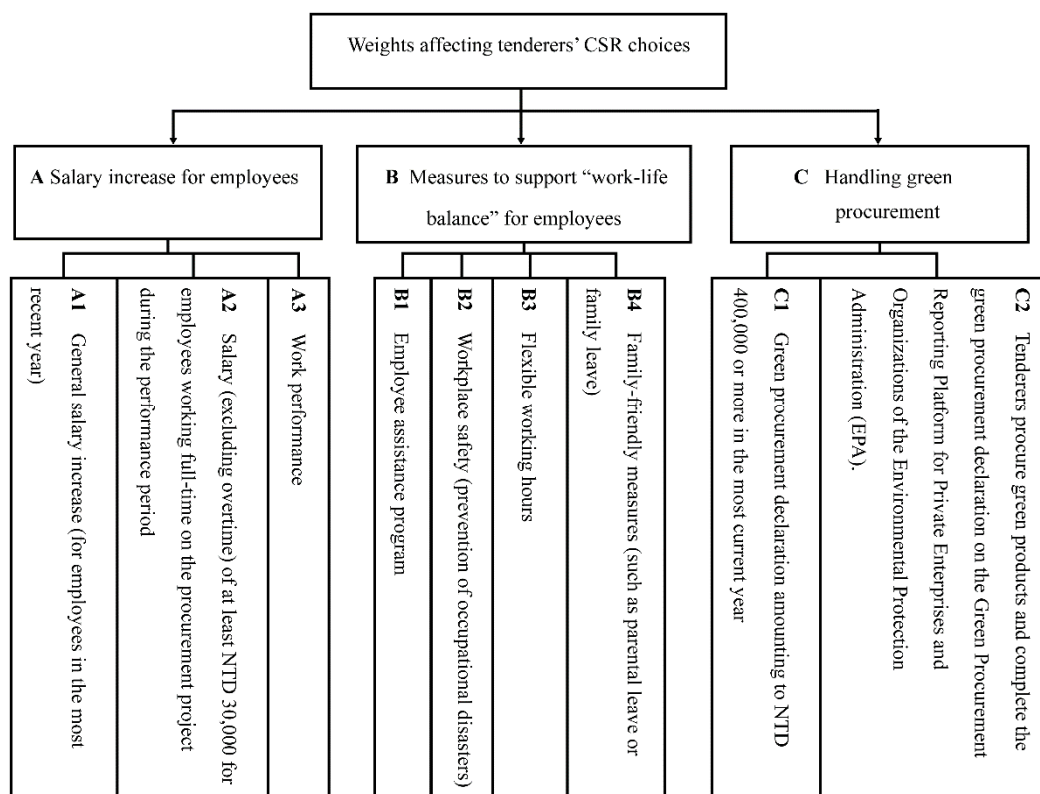 Weights affecting tenderers’ CSR choices
A Salary increase for employees
B Measures to support “work-life
balance” for employees
C Handling green
procurement
A1 General salary increase (for employees in the most
recent year)
A2 Salary (excluding overtime) of at least NTD 30,000 for
employees working full-time on the procurement project
during the performance period
A3 Work performance
B1 Employee assistance program
B2 Workplace safety (prevention of occupational disasters)
B3 Flexible working hours
B4 Family-friendly measures (such as parental leave or
family leave)
C1 Green procurement declaration amounting to NTD
400,000 or more in the most current year
C2 Tenderers procure green products and complete the
green procurement declaration on the Green Procurement
Reporting Platform for Private Enterprises and
Organizations of the Environmental Protection
Administration (EPA).